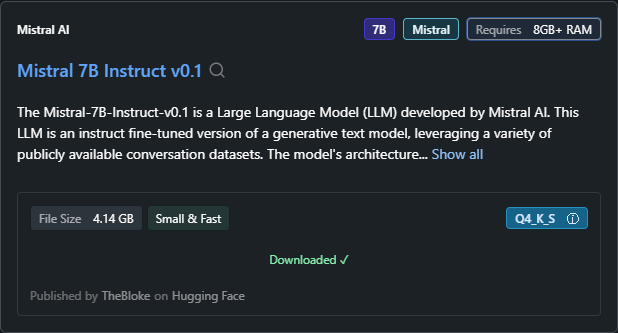 Mistral AI 7B Mistral Requires 8GB+ RAM
Mistral 7B Instruct v0.1
The Mistral-7B-Instruct-v0.1 is a Large Language Model (LLM) developed by Mistral AI. This
LLM is an instruct fine-tuned version of a generative text model, leveraging a variety of
publicly available conversation datasets. The model's architecture... Show all
File Size 4.14 GB Small & Fast Q4_K_S
Downloaded ✓
Published by TheBloke on Hugging Face